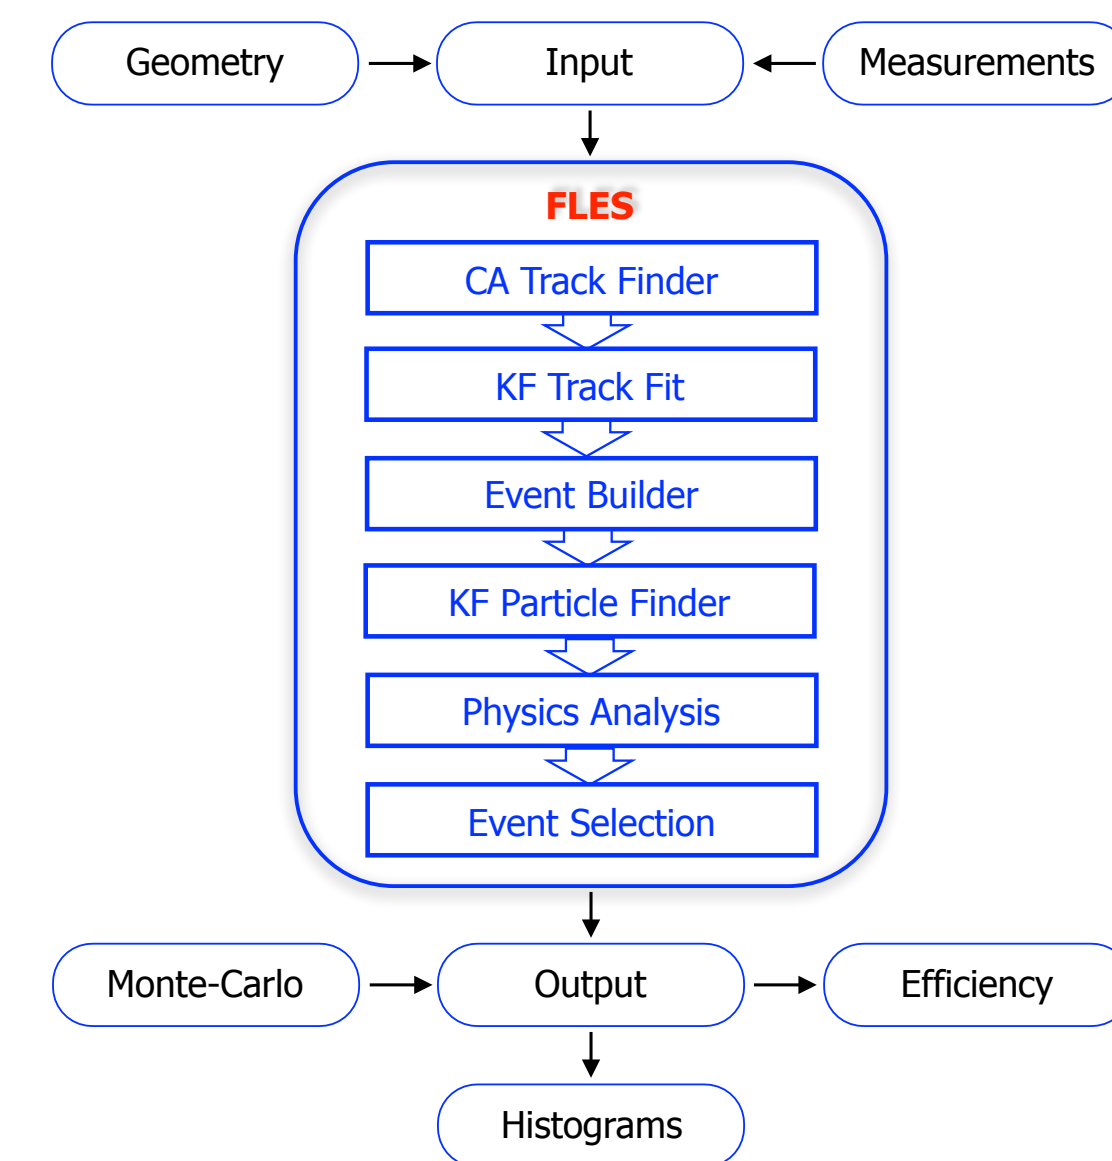 Geometry
Input
Measurements
FLES
CA Track Finder
KF Track Fit
Event Builder
KF Particle Finder
Physics Analysis
Event Selection
Monte-Carlo
Output
Efficiency
Histograms